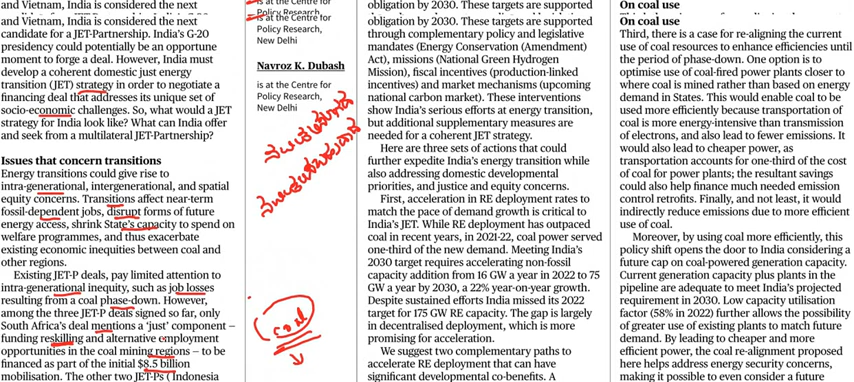 and Vietnam, India is considered the next
and Vietnam, India is considered the next
candidate for a JET-Partnership. India's G-20
presidency could potentially be an opportune
moment to forge a deal. However, India must
develop a coherent domestic just energy
transition (JET) strategy in order to negotiate a
financing deal that addresses its unique set of
socio-economic challenges. So, what would a JET
strategy for India look like? What can India offer
and seek from a multilateral JET-Partnership?
Issues that concern transitions
Energy transitions could give rise to
intra-generational, intergenerational, and spatial
equity concerns. Transitions affect near-term
fossil-dependent jobs, disrupt forms of future
energy access, shrink State's capacity to spend on
welfare programmes, and thus exacerbate
existing economic inequities between coal and
other regions.
Existing JET-P deals, pay limited attention to
intra-generational inequity, such as job losses
resulting from a coal phase-down. However,
among the three JET-P deals signed so far, only
South Africa's deal mentions a 'just' component –
funding reskilling and alternative employment
opportunities in the coal mining regions – to be
financed as part of the initial $8.5 billion
mobilisation. The other two JET-Ps (Indonesia
is at the Centre for
Policy Research,
is at the Centre for
Policy Research,
New Delhi
Navroz K. Dubash
is at the Centre for
Policy Research,
New Delhi
coal
obligation by 2030. These targets are supported
obligation by 2030. These targets are supported
through complementary policy and legislative
mandates (Energy Conservation (Amendment)
Act), missions (National Green Hydrogen
Mission), fiscal incentives (production-linked
incentives) and market mechanisms (upcoming
national carbon market). These interventions
show India's serious efforts at energy transition,
but additional supplementary measures are
needed for a coherent JET strategy.
Here are three sets of actions that could
further expedite India's energy transition while
also addressing domestic developmental
priorities, and justice and equity concerns.
First, acceleration in RE deployment rates to
match the pace of demand growth is critical to
India's JET. While RE deployment has outpaced
coal in recent years, in 2021-22, coal power served
one-third of the new demand. Meeting India's
2030 target requires accelerating non-fossil
capacity addition from 16 GW a year in 2022 to 75
GW a year by 2030, a 22% year-on-year growth.
Despite sustained efforts India missed its 2022
target for 175 GW RE capacity. The gap is largely
in decentralised deployment, which is more
promising for acceleration.
We suggest two complementary paths to
accelerate RE deployment that can have
significant developmental co-benefits. A
On coal use
On coal use
Third, there is a case for re-aligning the current
use of coal resources to enhance efficiencies until
the period of phase-down. One option is to
optimise use of coal-fired power plants closer to
where coal is mined rather than based on energy
demand in States. This would enable coal to be
used more efficiently because transportation of
coal is more energy-intensive than transmission
of electrons, and also lead to fewer emissions. It
would also lead to cheaper power, as
transportation accounts for one-third of the cost
of coal for power plants; the resultant savings
could also help finance much needed emission
control retrofits. Finally, and not least, it would
indirectly reduce emissions due to more efficient
use of coal.
Moreover, by using coal more efficiently, this
policy shift opens the door to India considering a
future cap on coal-powered generation capacity.
Current generation capacity plus plants in the
pipeline are adequate to meet India's projected
requirement in 2030. Low capacity utilisation
factor (58% in 2022) further allows the possibility
of greater use of existing plants to match future
demand. By leading to cheaper and more
efficient power, the coal re-alignment proposed
here helps address energy security concerns,
making it possible to even consider a future